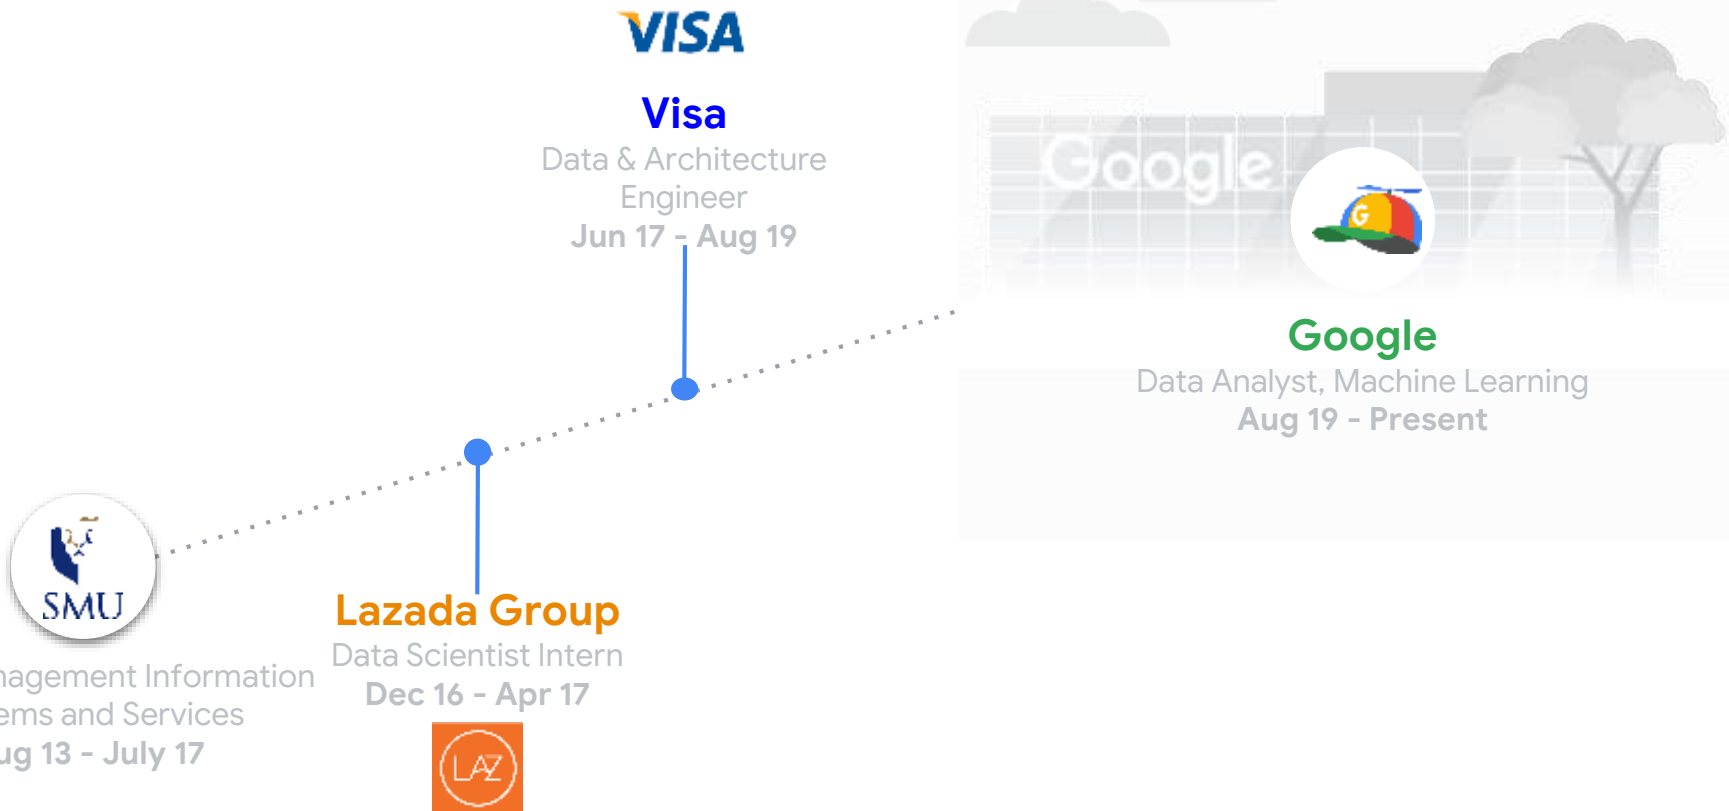 VISA
Visa
Data & Architecture
Engineer
Jun 17 - Aug 19
Google
G
Google
Data Analyst, Machine Learning
Aug 19 - Present
SMU
nagement Information
ems and Services
ug 13 - July 17
Lazada Group
Data Scientist Intern
Dec 16 - Apr 17
LAZ